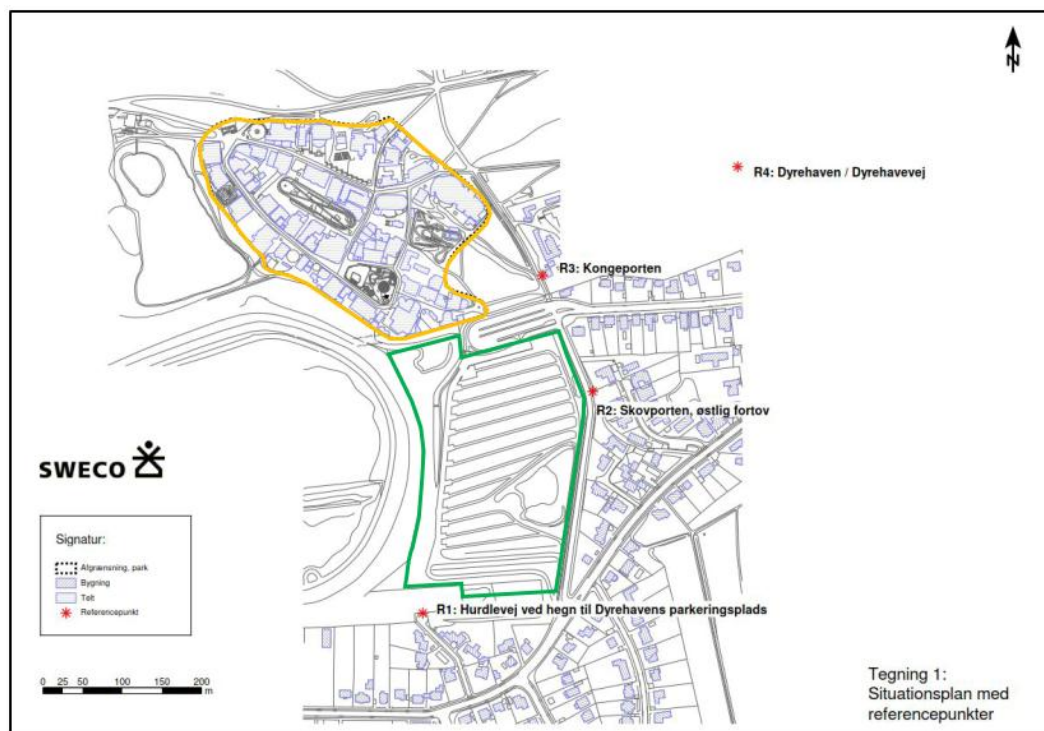 N
R4: Dyrehaven / Dyrehavevej
R3: Kongeporten
R2: Skovporten, østlig fortov
SWECO
Signatur:
Afgrænsning, park
Bygning
Telt
Referencepunkt
R1: Hurdlevej ved hegn til Dyrehavens parkeringsplads
0 25 50 100 150 200
m
Tegning 1:
Situationsplan med
referencepunkter